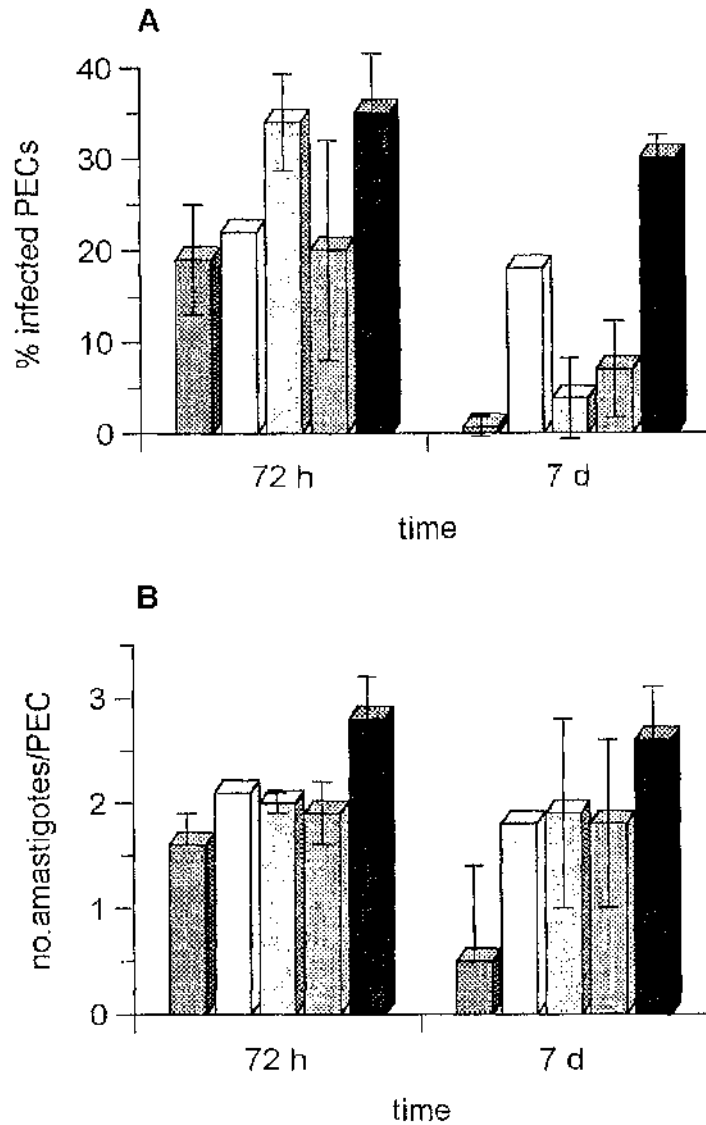 A
% infected PECs
40
30
20
10
0
72 h
7 d
time
B
no.amastigotes/PEC
3
2
1
0
72 h
7 d
time